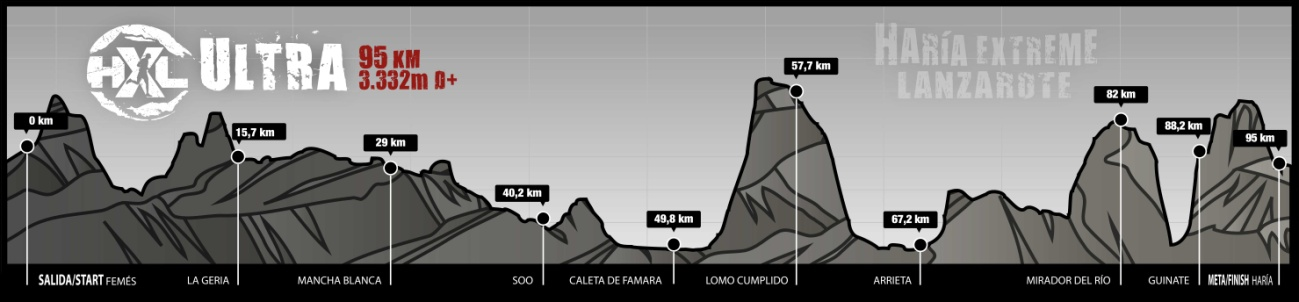 HXL ULTRA
95 KM
3.332m D+
HARÍA EXTREME
LANZAROTE
0 km
15,7 km
29 km
40,2 km
49,8 km
57,7 km
67,2 km
82 km
88,2 km
95 km
SALIDA/START FEMÉS
LA GERIA
MANCHA BLANCA
SOO
CALETA DE FAMARA
LOMO CUMPLIDO
ARRIETA
MIRADOR DEL RÍO
GUINATE
META/FINISH HARÍA